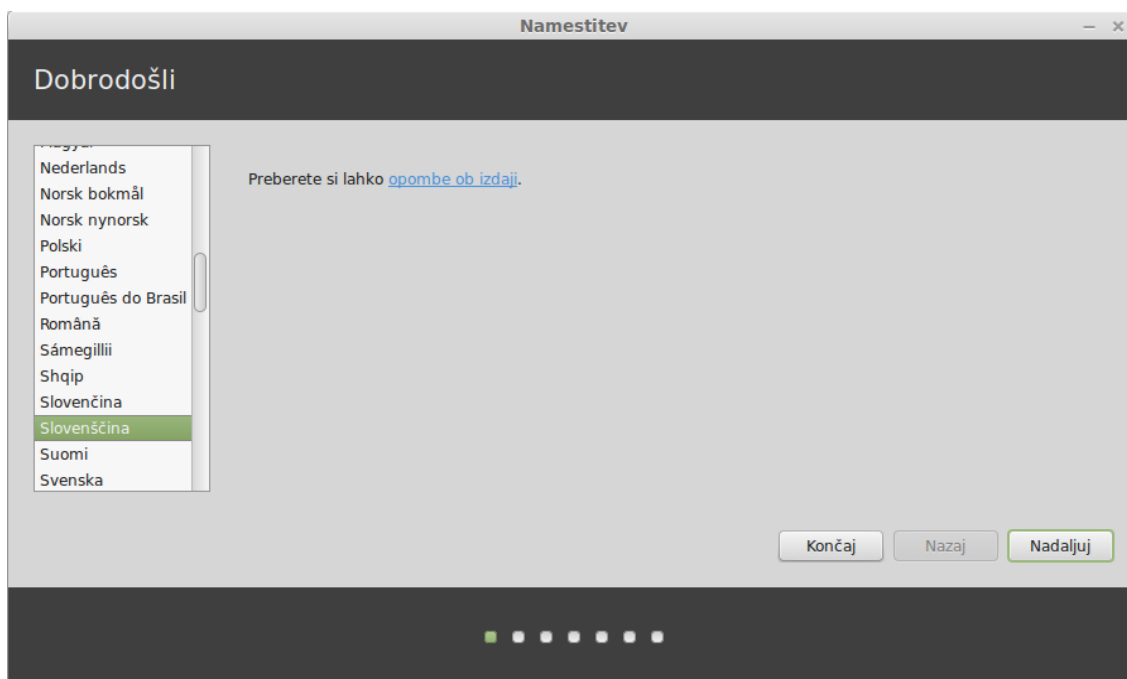 Namestitev
Dobrodošli
Nederlands
Norsk bokmål
Norsk nynorsk
Polski
Português
Português do Brasil
Română
Sámegillii
Shqip
Slovenčina
Slovenščina
Suomi
Svenska
Preberete si lahko opombe ob izdaji.
Končaj
Nazaj
Nadaljuj